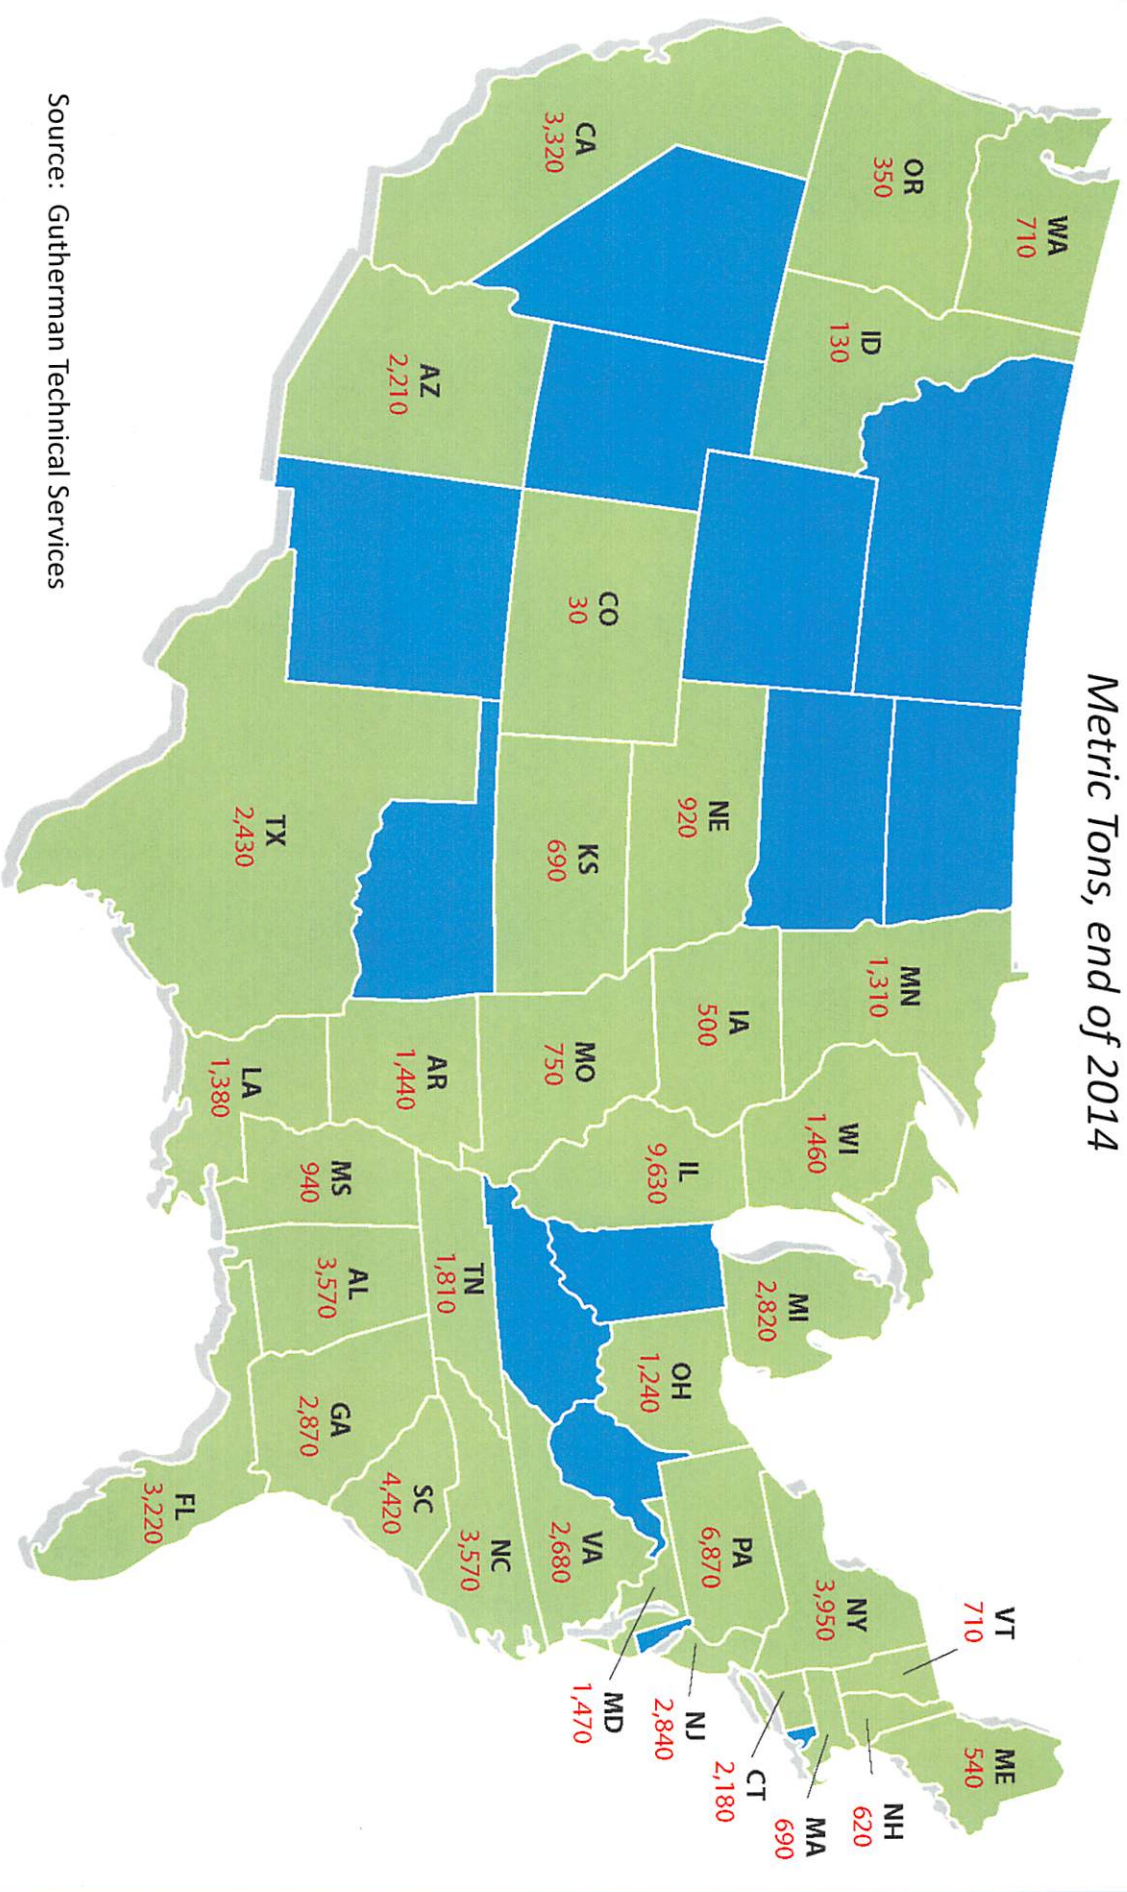 Metric Tons, end of 2014
WA
710
OR
350
ID
130
CA
3,320
AZ
2,210
CO
30
NE
920
KS
690
TX
2,430
MN
1,310
IA
500
MO
750
AR
1,440
LA
1,380
WI
1,460
IL
9,630
MS
940
MI
2,820
OH
1,240
TN
1,810
AL
3,570
GA
2,870
FL
3,220
SC
4,420
NC
3,570
VA
2,680
PA
6,870
NY
3,950
VT
710
ME
540
NH
620
MA
690
CT
2,180
NJ
2,840
MD
1,470
Source: Gutherman Technical Services